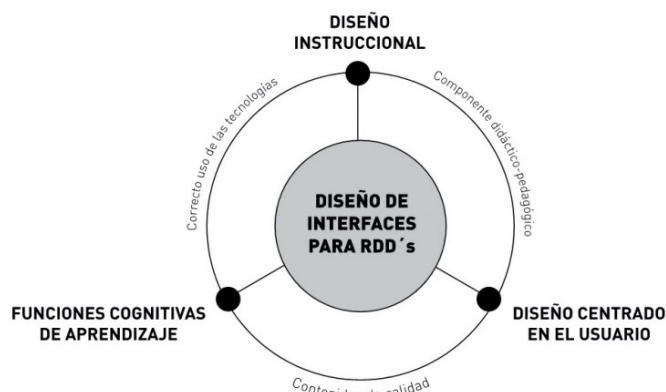 DISEÑO
INSTRUCCIONAL
Correcto uso de las tecnologías
Componente didáctico-pedagógico
DISEÑO DE
INTERFACES
PARA RDD´s
FUNCIONES COGNITIVAS
DE APRENDIZAJE
DISEÑO CENTRADO
EN EL USUARIO
calidad